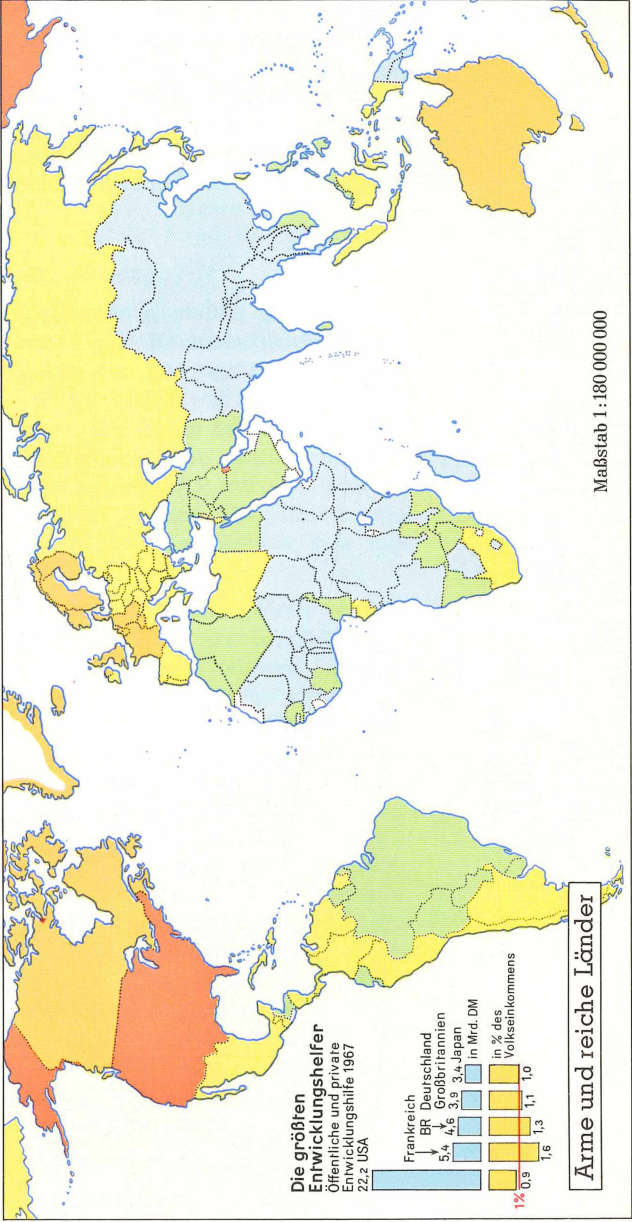 Die größten
Entwicklungshelfer
Öffentliche und private
Entwicklungshilfe 1967
22,2 USA
Frankreich
BR Deutschland
Großbritannien
5,4 4,6 3,9 3,4 Japan
in Mrd. DM
in % des
Volkseinkommens
1%
0,9 1,6 1,3 1,1 1,0
Arme und reiche Länder
Maßstab 1:180 000 000